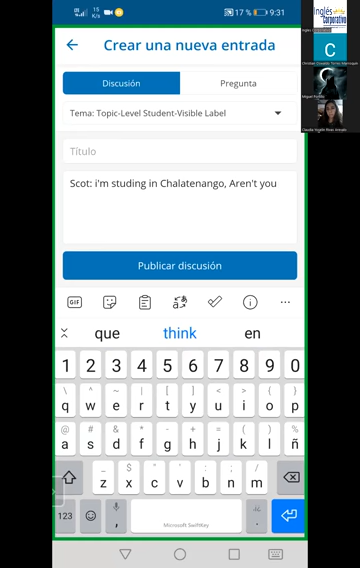 15
K/s
17 %
9:31
Crear una nueva entrada
Discusión
Pregunta
Tema: Topic-Level Student-Visible Label
Título
Scot: i'm studing in Chalatenango, Aren't you
Publicar discusión
GIF
que think en
1 2 3 4 5 6 7 8 9 0
\ ^ ~ | [ ] < > { }
q w e r t y u i o p
@ # & * - + = ( ) %
a s d f g h j k l ñ
_ $ " ' : ; /
z x c v b n m
123
,
Microsoft SwiftKey
.
Inglés
Corporativo
C